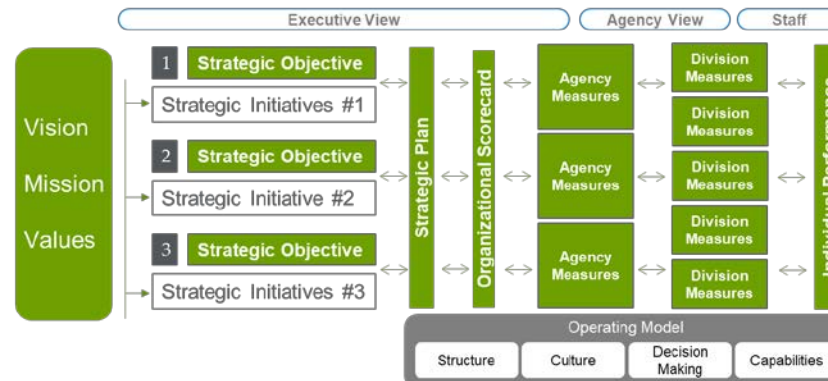 Executive View
Agency View
Staff
Vision
Mission
Values
1
Strategic Objective
Strategic Initiatives #1
2
Strategic Objective
Strategic Initiative #2
3
Strategic Objective
Strategic Initiatives #3
Strategic Plan
Organizational Scorecard
Agency
Measures
Agency
Measures
Agency
Measures
Division
Measures
Division
Measures
Division
Measures
Division
Measures
Division
Measures
Individual
Operating Model
Structure
Culture
Decision
Making
Capabilities